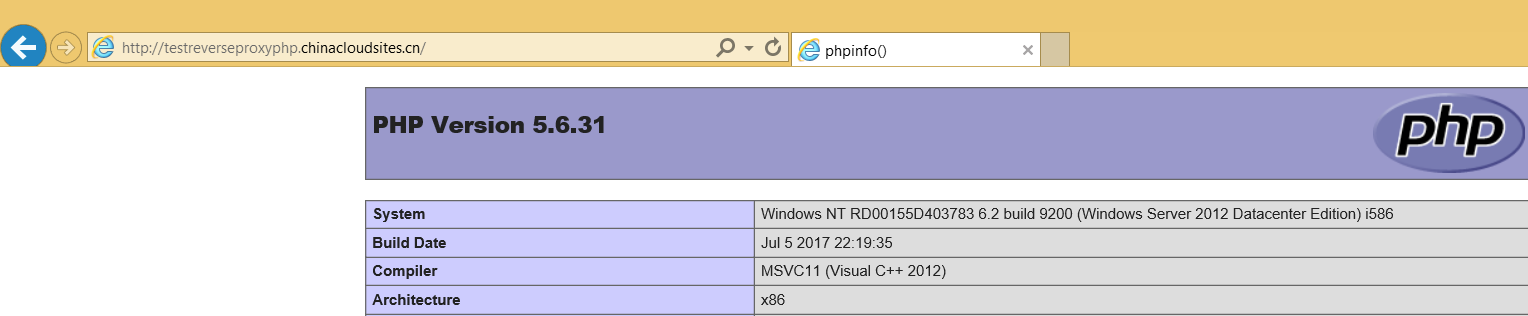 http://testreverseproxyphp.chinacloudsites.cn/
phpinfo()
PHP Version 5.6.31
php
System Windows NT RD00155D403783 6.2 build 9200 (Windows Server 2012 Datacenter Edition) i586
Build Date Jul 5 2017 22:19:35
Compiler MSVC11 (Visual C++ 2012)
Architecture x86